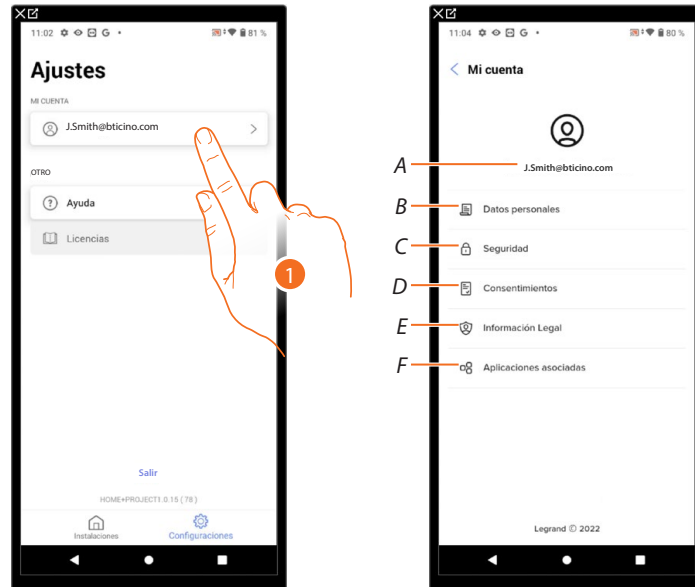 11:02 G • 81 %
Ajustes
MI CUENTA
J.Smith@bticino.com
OTRO
Ayuda
Licencias
1
Salir
HOME+PROJECT1.0.15 ( 78 )
Instalaciones
Configuraciones
11:04 G • 80 %
Mi cuenta
A
J.Smith@bticino.com
B
Datos personales
C
Seguridad
D
Consentimientos
E
Información Legal
F
Aplicaciones asociadas
Legrand © 2022